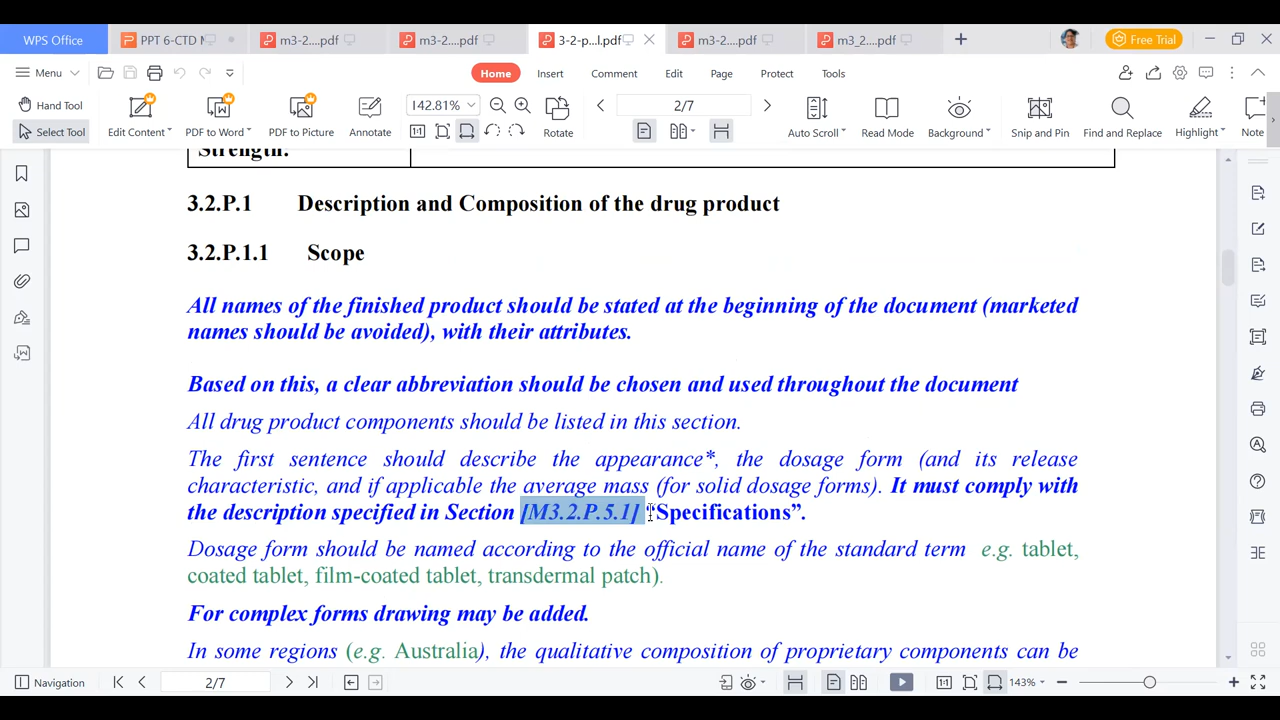 WPS Office
PPT 6-CTD M
m3-2....pdf
m3-2....pdf
3-2-p...l.pdf
m3-2....pdf
m3_2....pdf
Free Trial
Menu
Home
Insert
Comment
Edit
Page
Protect
Tools
Hand Tool
Select Tool
Edit Content
PDF to Word
PDF to Picture
Annotate
142.81%
Rotate
2/7
Auto Scroll
Read Mode
Background
Snip and Pin
Find and Replace
Highlight
Note
Strength:
3.2.P.1 Description and Composition of the drug product
3.2.P.1.1 Scope
All names of the finished product should be stated at the beginning of the document (marketed
names should be avoided), with their attributes.
Based on this, a clear abbreviation should be chosen and used throughout the document
All drug product components should be listed in this section.
The first sentence should describe the appearance*, the dosage form (and its release
characteristic, and if applicable the average mass (for solid dosage forms). It must comply with
the description specified in Section [M3.2.P.5.1] “Specifications”.
Dosage form should be named according to the official name of the standard term e.g. tablet,
coated tablet, film-coated tablet, transdermal patch).
For complex forms drawing may be added.
In some regions (e.g. Australia), the qualitative composition of proprietary components can be
Navigation
2/7
143%